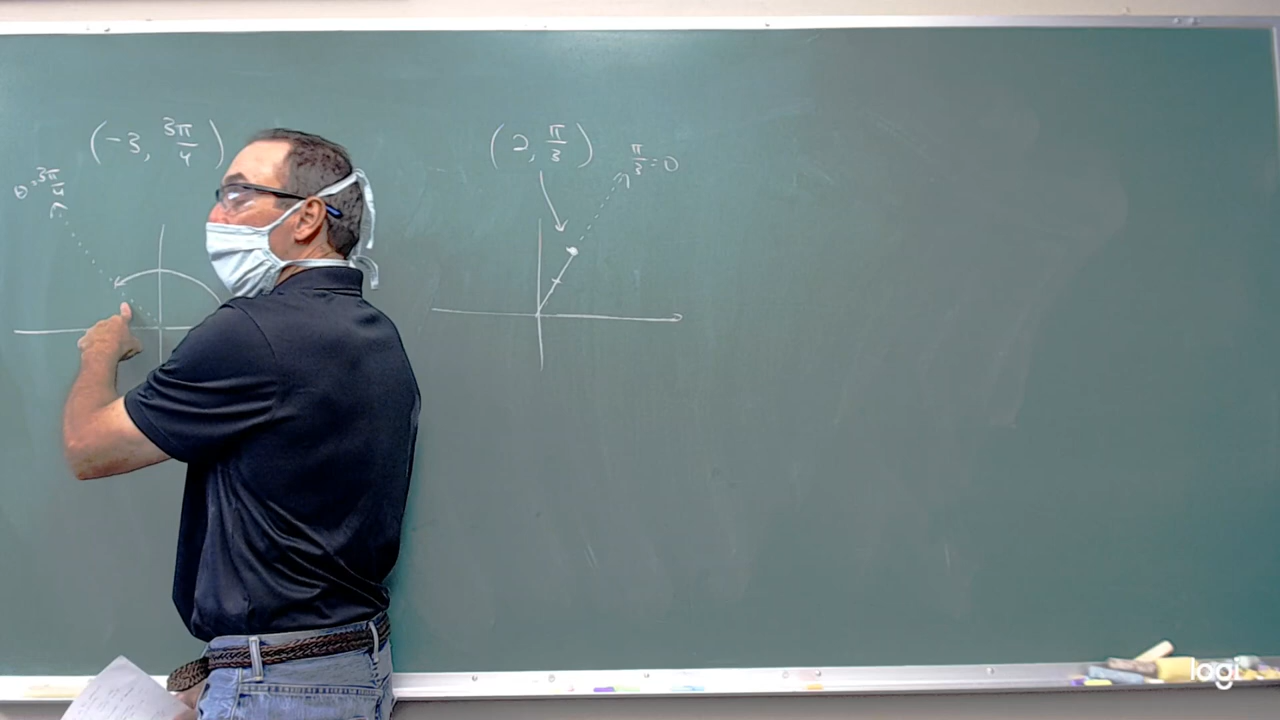 (-3, 3π/4)
θ = 3π/4
(2, π/3)
π/3 = θ
logi